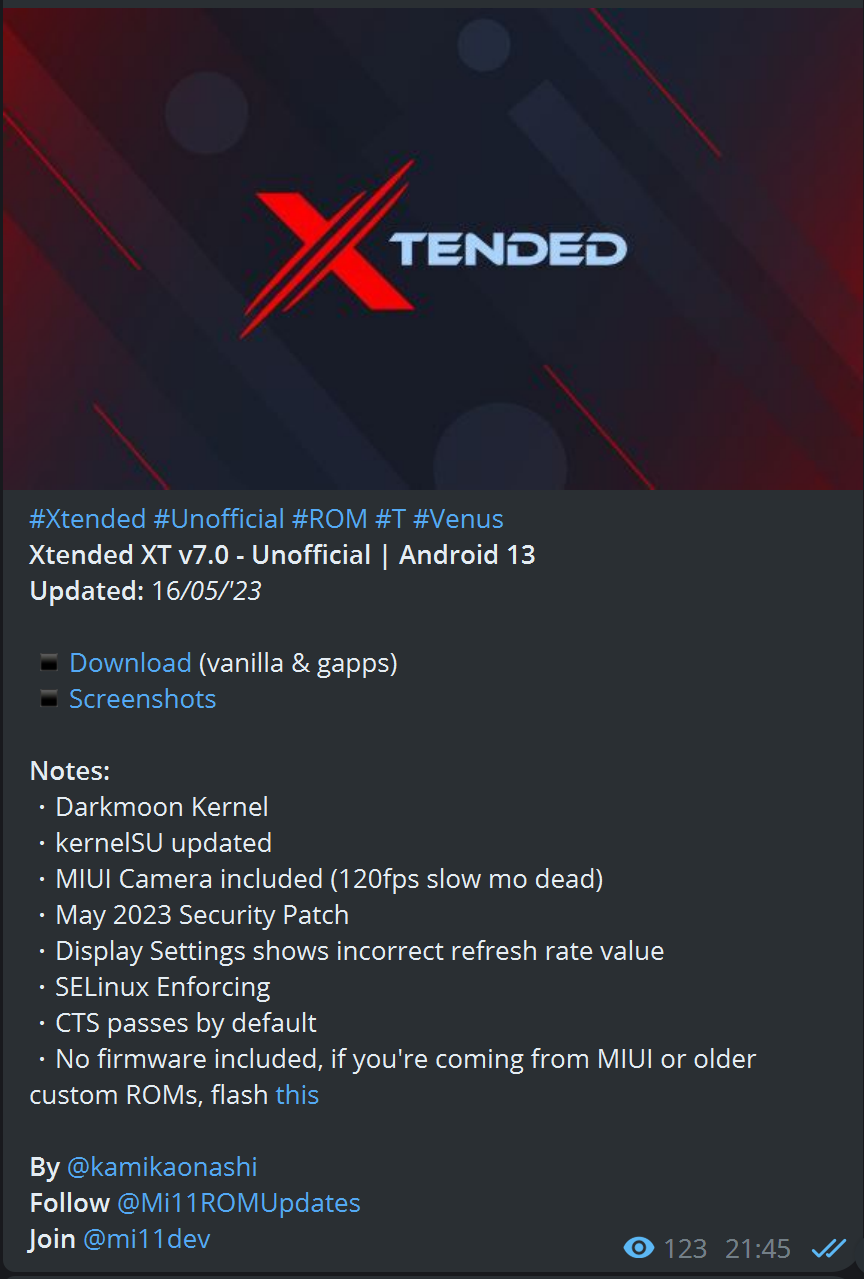 XTENDED
#Xtended #Unofficial #ROM #T #Venus
Xtended XT v7.0 - Unofficial | Android 13
Updated: 16/05/'23
▪ Download (vanilla & gapps)
▪ Screenshots
Notes:
· Darkmoon Kernel
· kernelSU updated
· MIUI Camera included (120fps slow mo dead)
· May 2023 Security Patch
· Display Settings shows incorrect refresh rate value
· SELinux Enforcing
· CTS passes by default
· No firmware included, if you're coming from MIUI or older
custom ROMs, flash this
By @kamikaonashi
Follow @Mi11ROMUpdates
Join @mi11dev
123 21:45